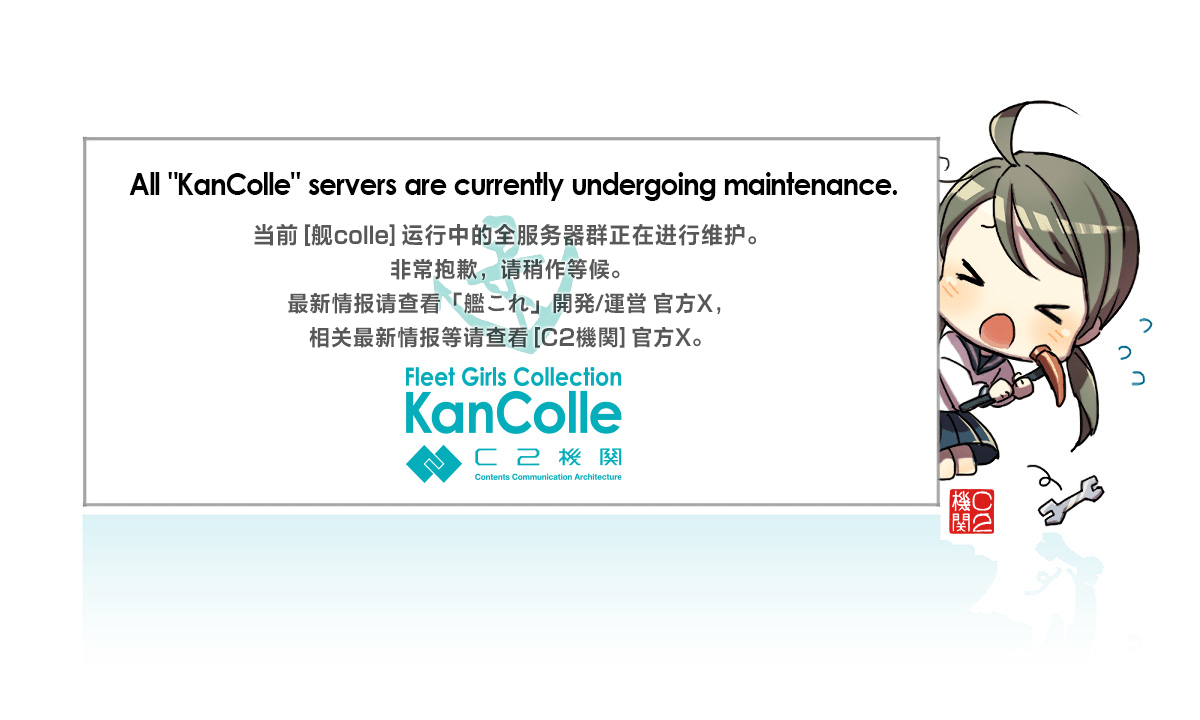 All "KanColle" servers are currently undergoing maintenance.
当前 [舰colle] 运行中的全服务器群正在进行维护。
非常抱歉，请稍作等候。
最新情报请查看「艦これ」開発/運営 官方X，
相关最新情报等请查看 [C2機関] 官方X。
Fleet Girls Collection
KanColle
C2機関
Contents Communication Architecture
C2機関